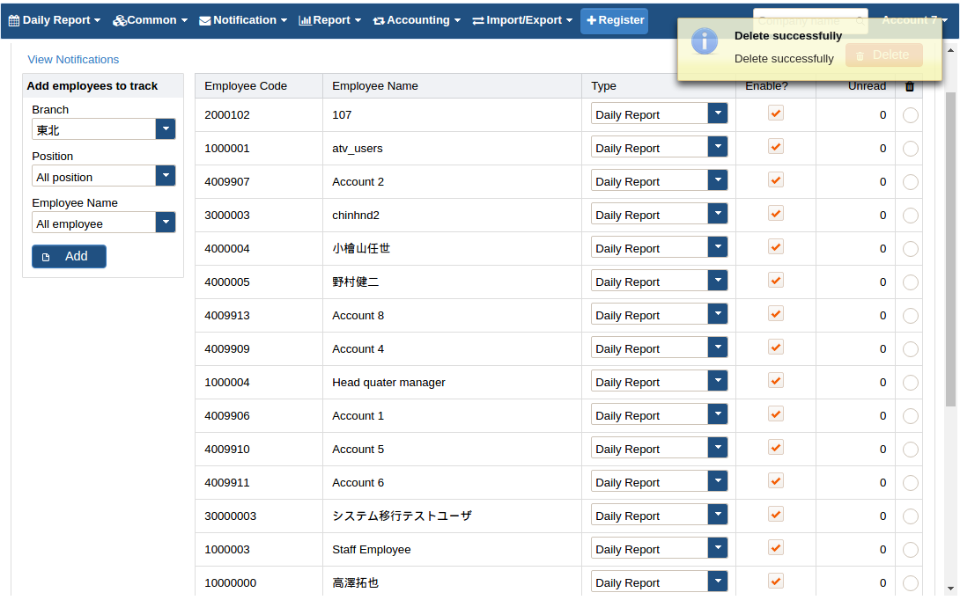 Daily Report Common Notification Report Accounting Import/Export Register Company name Account 7
Delete successfully
Delete successfully Delete
View Notifications
Add employees to track
Branch
東北
Position
All position
Employee Name
All employee
Add
Employee Code Employee Name Type Enable? Unread
2000102 107 Daily Report 0
1000001 atv_users Daily Report 0
4009907 Account 2 Daily Report 0
3000003 chinhnd2 Daily Report 0
4000004 小檜山任世 Daily Report 0
4000005 野村健二 Daily Report 0
4009913 Account 8 Daily Report 0
4009909 Account 4 Daily Report 0
1000004 Head quater manager Daily Report 0
4009906 Account 1 Daily Report 0
4009910 Account 5 Daily Report 0
4009911 Account 6 Daily Report 0
30000003 システム移行テストユーザ Daily Report 0
1000003 Staff Employee Daily Report 0
10000000 高澤拓也 Daily Report 0